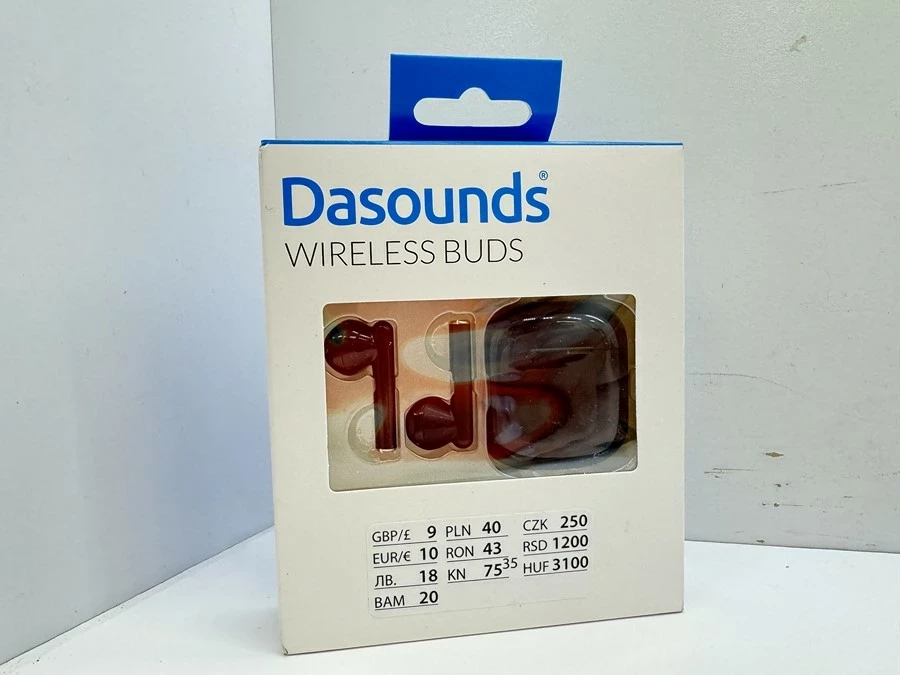 Dasounds®
WIRELESS BUDS
GBP/£ 9 PLN 40 CZK 250
EUR/€ 10 RON 43 RSD 1200
ЛВ. 18 KN 75³⁵ HUF 3100
BAM 20